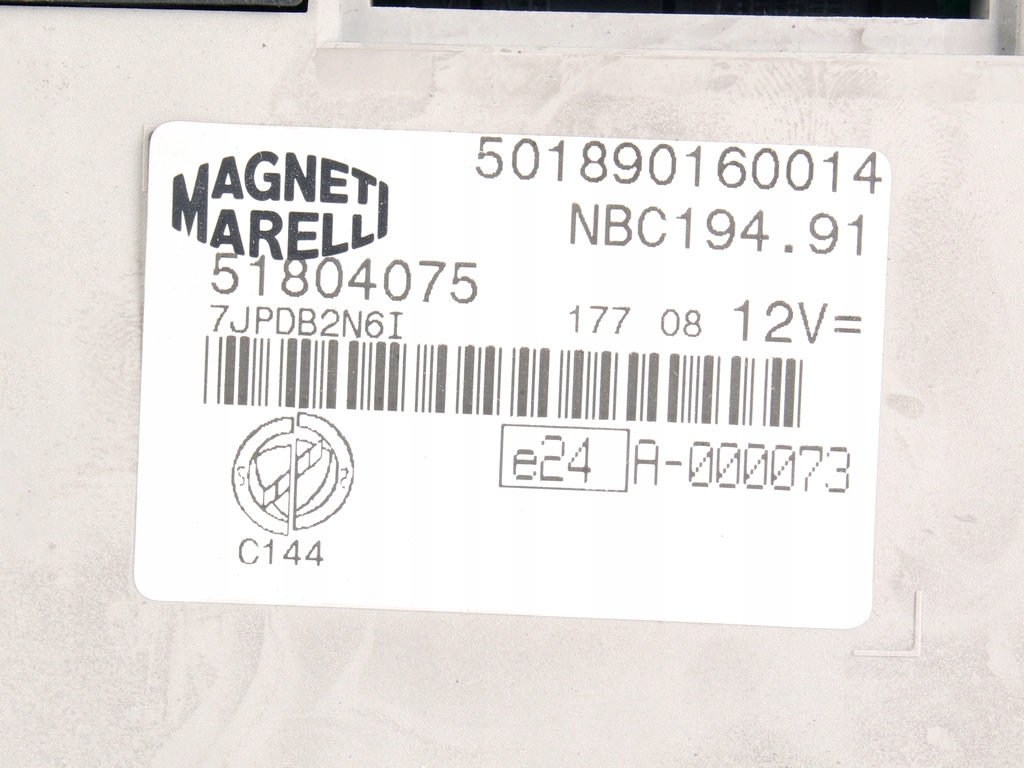 MAGNETI
MARELLI
501890160014
NBC194.91
51804075
7JPDB2N6I
177 08 12V=
e24 A-000073
C144